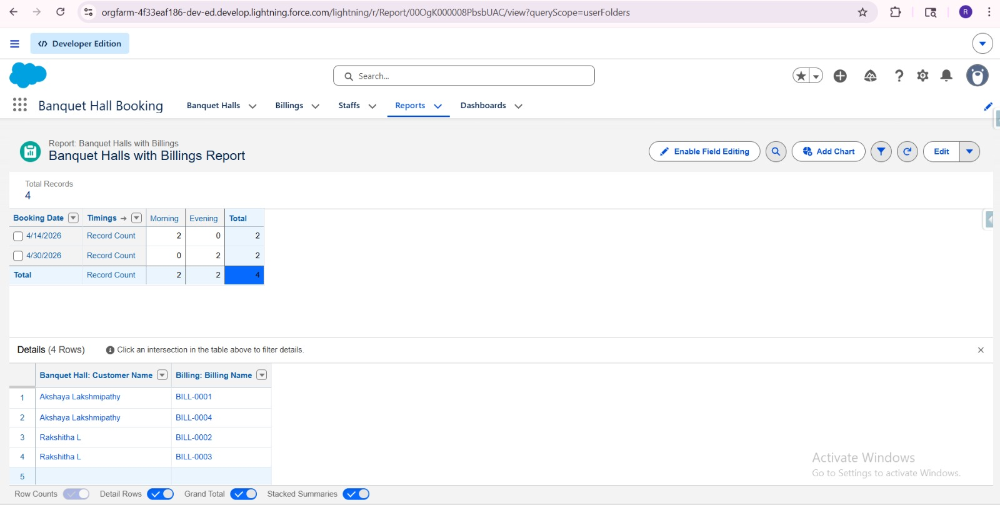 orgfarm-4f33eaf186-dev-ed.develop.lightning.force.com/lightning/r/Report/00OgK000008PbsbUAC/view?queryScope=userFolders
R
Developer Edition
Search...
Banquet Hall Booking
Banquet Halls
Billings
Staffs
Reports
Dashboards
Report: Banquet Halls with Billings
Banquet Halls with Billings Report
Enable Field Editing
Add Chart
Edit
Total Records
4
Booking Date Timings → Morning Evening Total
4/14/2026 Record Count 2 0 2
4/30/2026 Record Count 0 2 2
Total Record Count 2 2 4
Details (4 Rows) Click an intersection in the table above to filter details.
Banquet Hall: Customer Name Billing: Billing Name
1 Akshaya Lakshmipathy BILL-0001
2 Akshaya Lakshmipathy BILL-0004
3 Rakshitha L BILL-0002
4 Rakshitha L BILL-0003
5
Activate Windows
Go to Settings to activate Windows.
Row Counts Detail Rows Grand Total Stacked Summaries